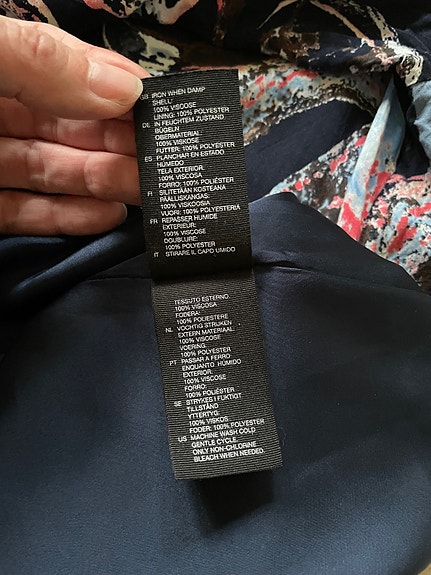 GB IRON WHEN DAMP
SHELL:
100% VISCOSE
LINING: 100% POLYESTER
DE IN FEUCHTEM ZUSTAND
BÜGELN
OBERMATERIAL:
100% VISKOSE
FUTTER: 100% POLYESTER
ES PLANCHAR EN ESTADO
HÚMEDO
TELA EXTERIOR:
100% VISCOSA
FORRO: 100% POLIÉSTER
FI SILITETÄÄN KOSTEANA
PÄÄLLUSKANGAS:
100% VISKOOSIA
VUORI: 100% POLYESTERIA
FR REPASSER HUMIDE
EXTERIEUR:
100% VISCOSE
DOUBLURE:
100% POLYESTER
IT STIRARE IL CAPO UMIDO
TESSUTO ESTERNO:
100% VISCOSA
FODERA:
100% POLIESTERE
NL VOCHTIG STRIJKEN
EXTERN MATERIAAL:
100% VISCOSE
VOERING:
100% POLYESTER
PT PASSAR A FERRO
ENQUANTO HÚMIDO
EXTERIOR:
100% VISCOSE
FORRO:
100% POLIÉSTER
SE STRYKES I FUKTIGT
TILLSTÅND
YTTERTYG:
100% VISKOS
FODER: 100% POLYESTER
US MACHINE WASH COLD
GENTLE CYCLE.
ONLY NON-CHLORINE
BLEACH WHEN NEEDED.